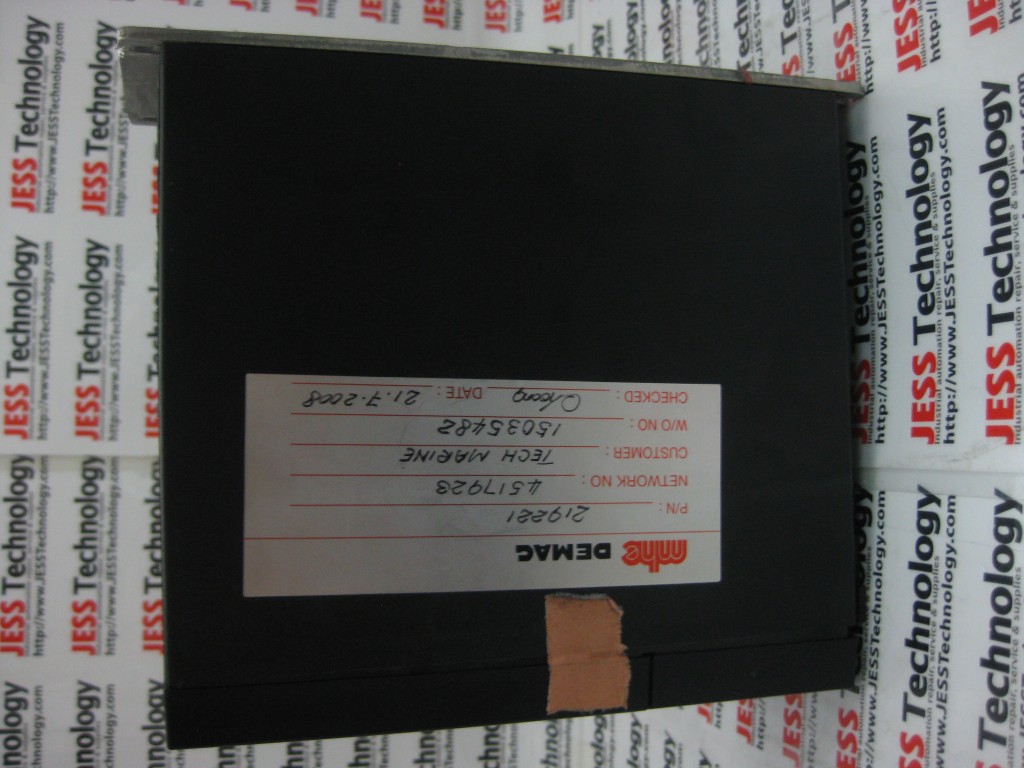 mhe DEMAG
P/N : 219221
NETWORK NO : 4517923
CUSTOMER : TECH MARINE
W/O NO : 15035482
CHECKED : DATE : 21.7.2008
JESS Technology
Industrial automation repair, service & supplies
http://www.JESSTechnology.com